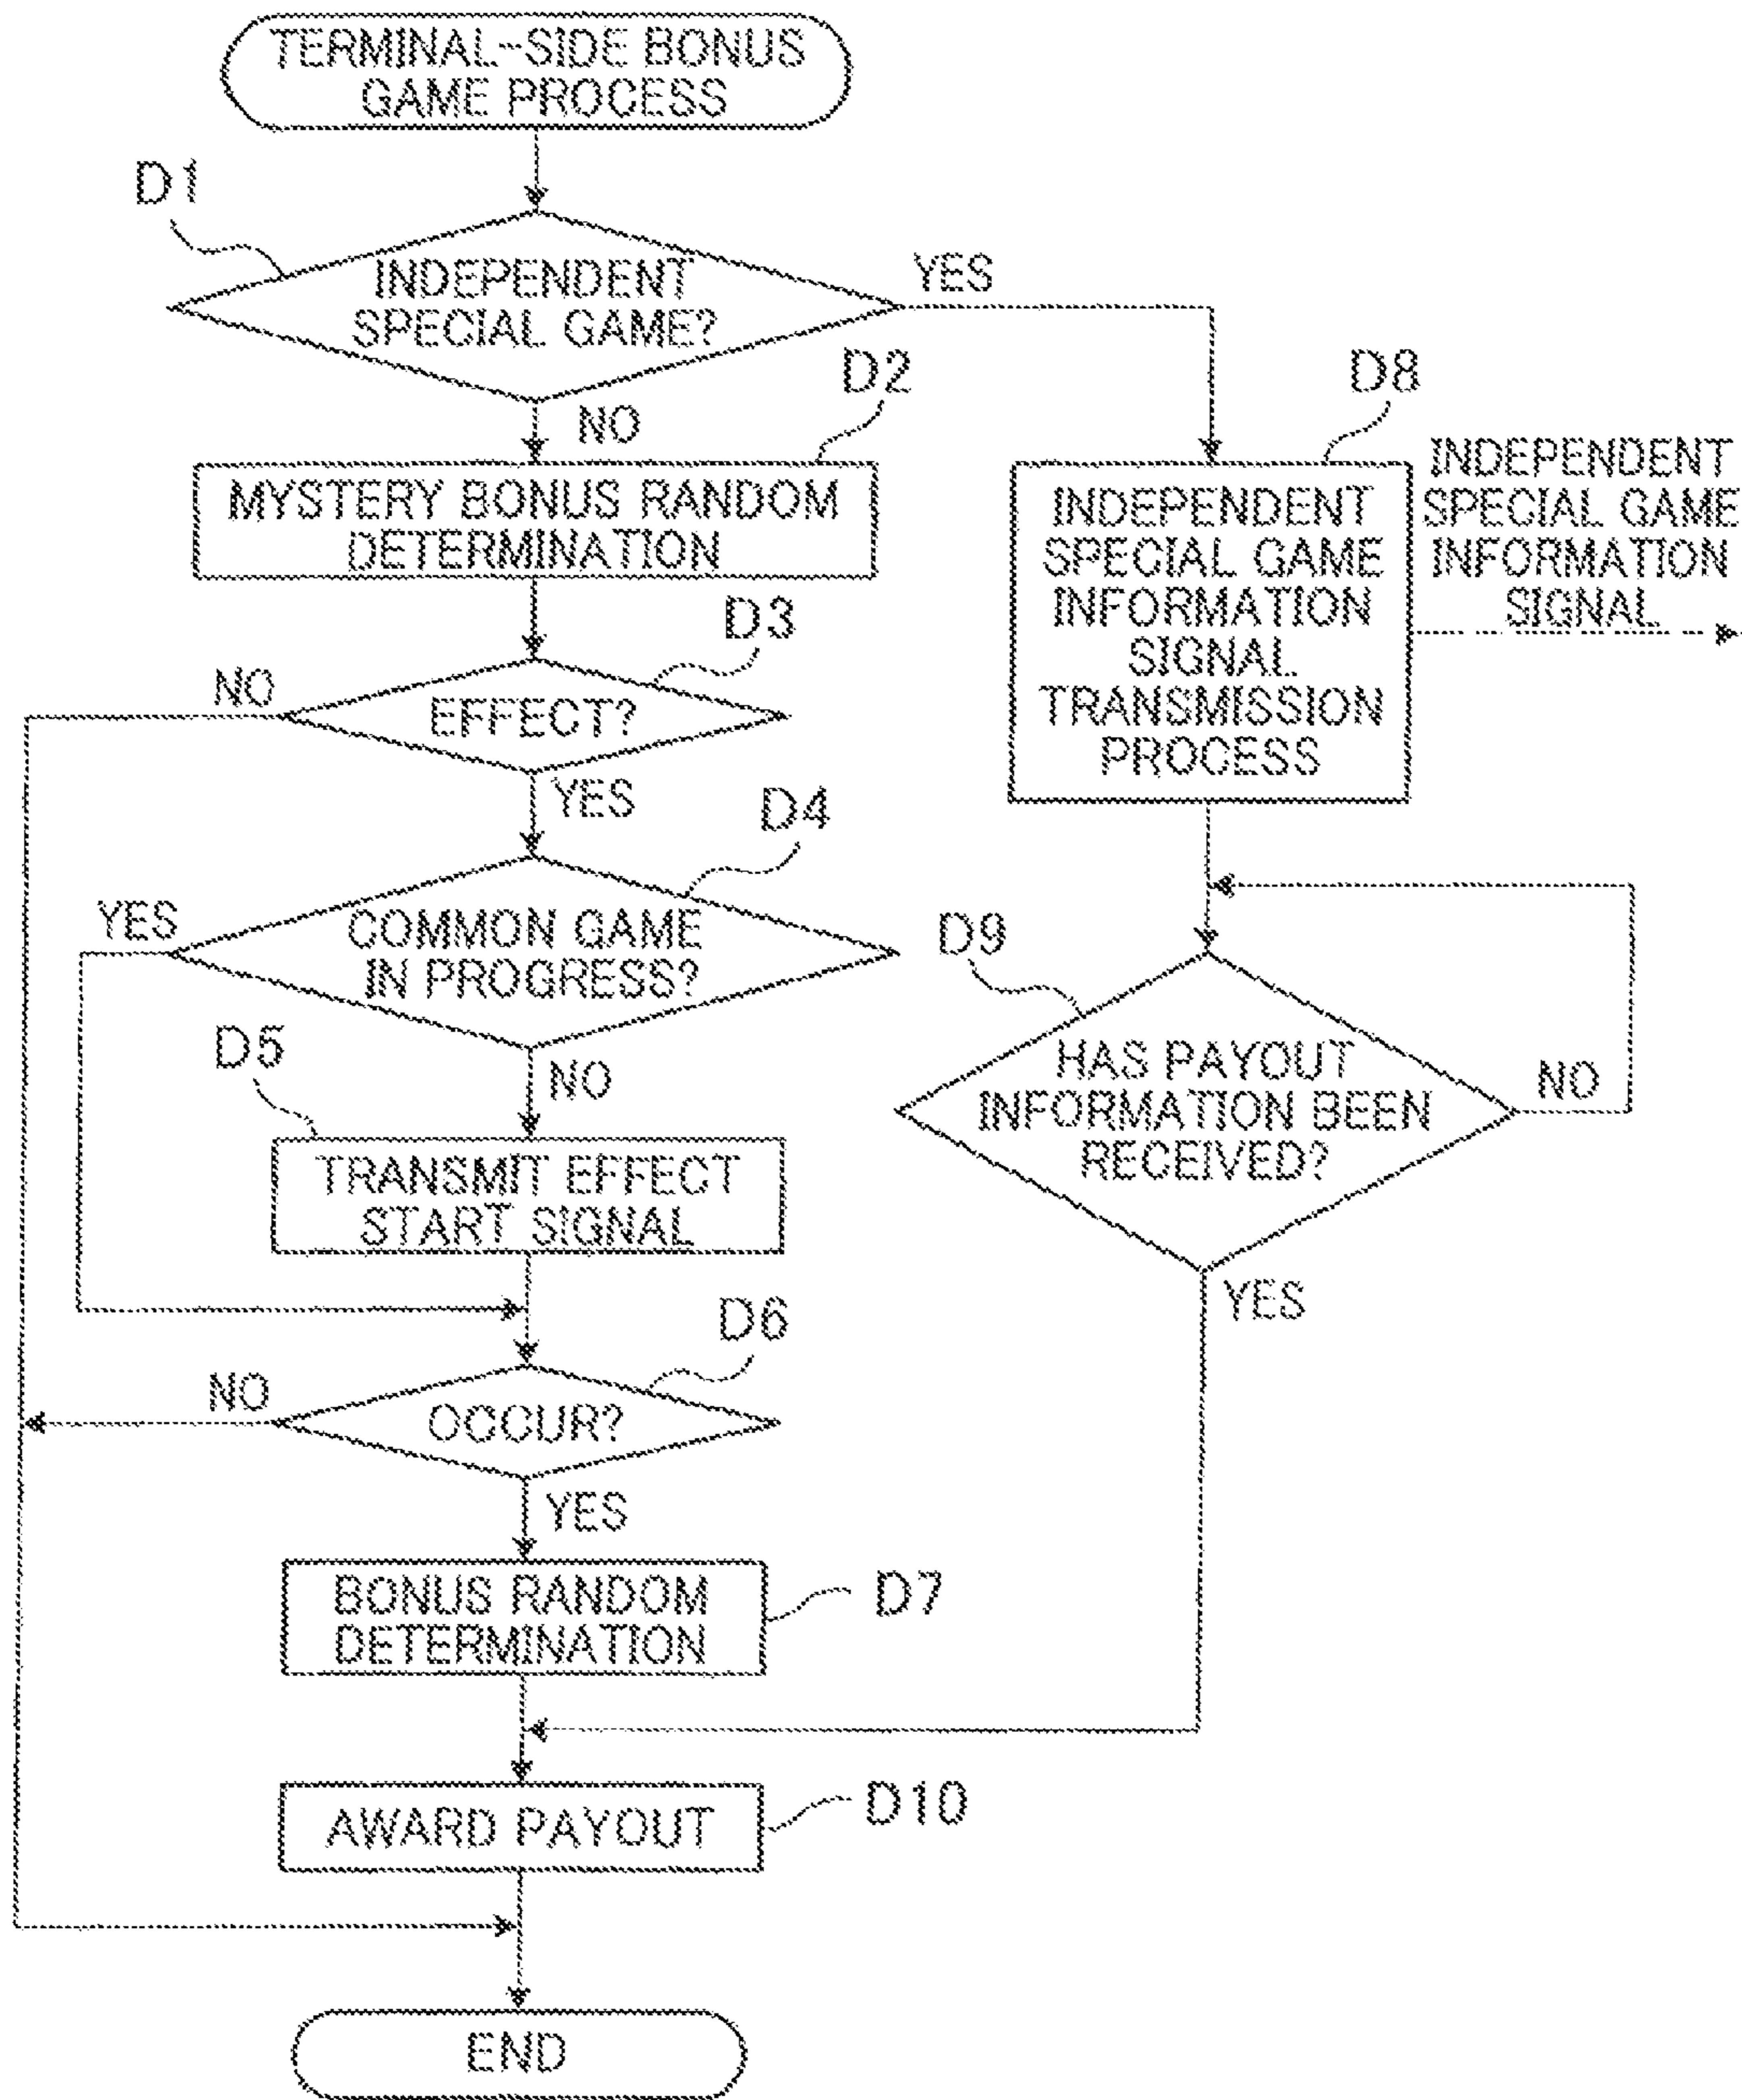 TERMINAL-SIDE BONUS
GAME PROCESS
D1
INDEPENDENT
SPECIAL GAME?
YES
NO
D2
MYSTERY BONUS RANDOM
DETERMINATION
D8
INDEPENDENT
SPECIAL GAME
INFORMATION
SIGNAL
TRANSMISSION
PROCESS
INDEPENDENT
SPECIAL GAME
INFORMATION
SIGNAL
D3
NO
EFFECT?
YES
D4
YES
COMMON GAME
IN PROGRESS?
NO
D9
HAS PAYOUT
INFORMATION BEEN
RECEIVED?
NO
YES
D5
TRANSMIT EFFECT
START SIGNAL
D6
NO
OCCUR?
YES
BONUS RANDOM
DETERMINATION
D7
AWARD PAYOUT
D10
END